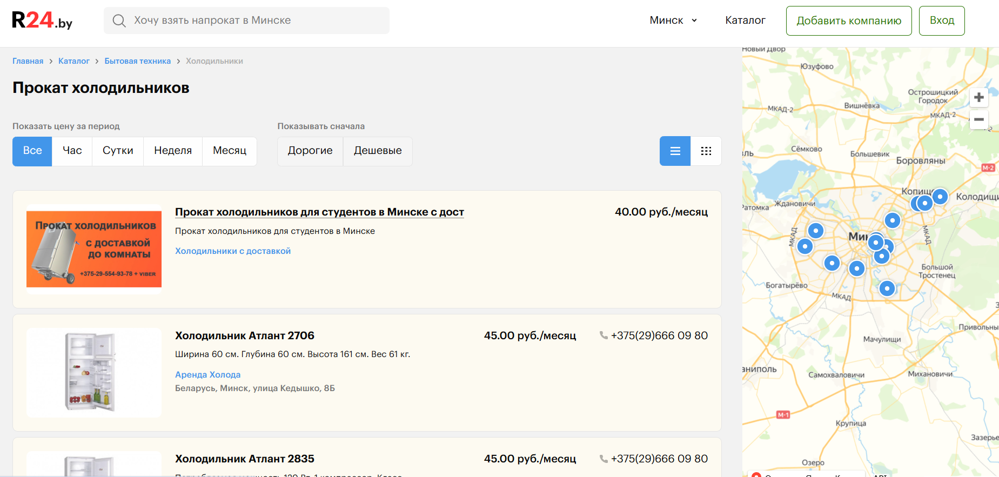 R24.by
Хочу взять напрокат в Минске
Минск
Каталог
Добавить компанию
Вход
Главная > Каталог > Бытовая техника > Холодильники
Прокат холодильников
Показать цену за период
Показывать сначала
Все
Час
Сутки
Неделя
Месяц
Дорогие
Дешевые
ПРОКАТ ХОЛОДИЛЬНИКОВ
С ДОСТАВКОЙ
ДО КОМНАТЫ
+375-29-554-93-78 + VIBER
Прокат холодильников для студентов в Минске с дост
40.00 руб./месяц
Прокат холодильников для студентов в Минске
Холодильники с доставкой
Холодильник Атлант 2706
45.00 руб./месяц
+375(29)666 09 80
Ширина 60 см. Глубина 60 см. Высота 161 см. Вес 61 кг.
Аренда Холода
Беларусь, Минск, улица Кедышко, 8Б
Холодильник Атлант 2835
45.00 руб./месяц
+375(29)666 09 80
Новый Двор
Юзуфово
Острошицкий
Городок
Вишнёвка
МКАД-2
МКАД-2
Сёмково
Большевик
Боровляны
М-2
Ратомка
Ждановичи
МКАД
МКАД
Большой
Тростенец
Богатырёво
МКАД
Привольны
Мачулищи
Самохваловичи
Михановичи
М-1
Крупица
Озеро